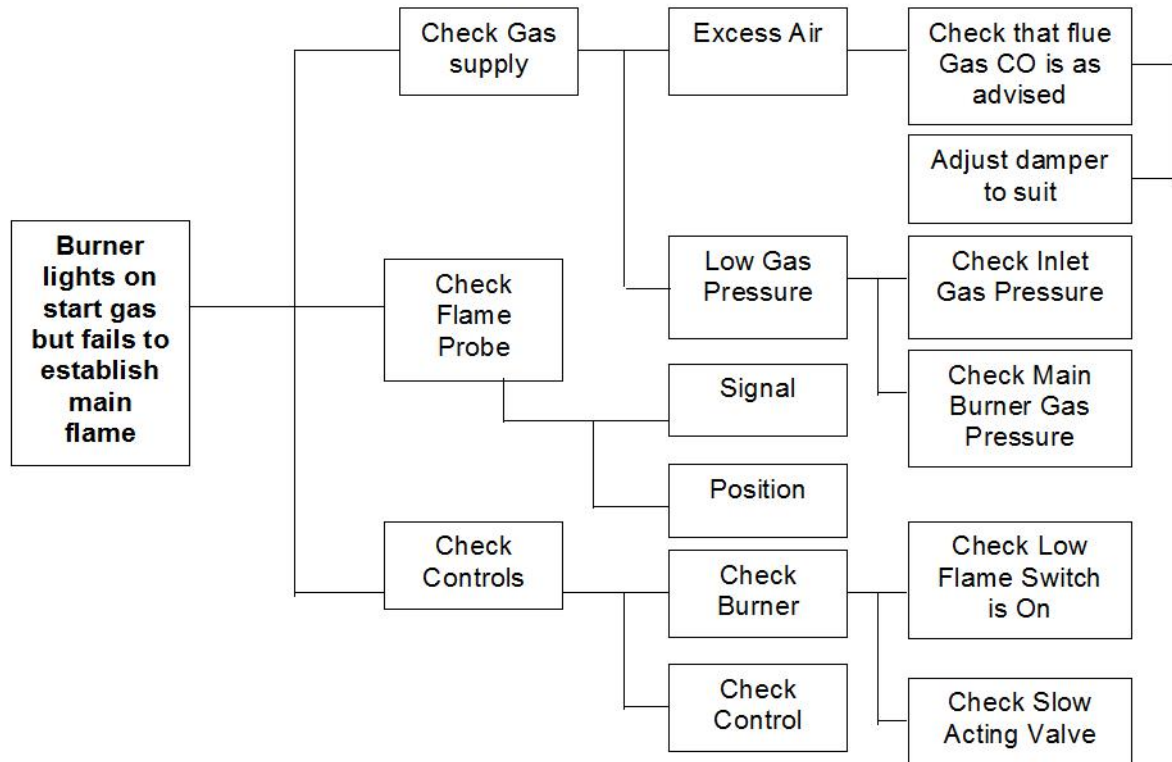 Burner
lights on
start gas
but fails to
establish
main
flame
Check Gas
supply
Excess Air
Check that flue
Gas CO is as
advised
Adjust damper
to suit
Low Gas
Pressure
Check Inlet
Gas Pressure
Check Main
Burner Gas
Pressure
Check
Flame
Probe
Signal
Position
Check
Controls
Check
Burner
Check Low
Flame Switch
is On
Check Slow
Acting Valve
Check
Control